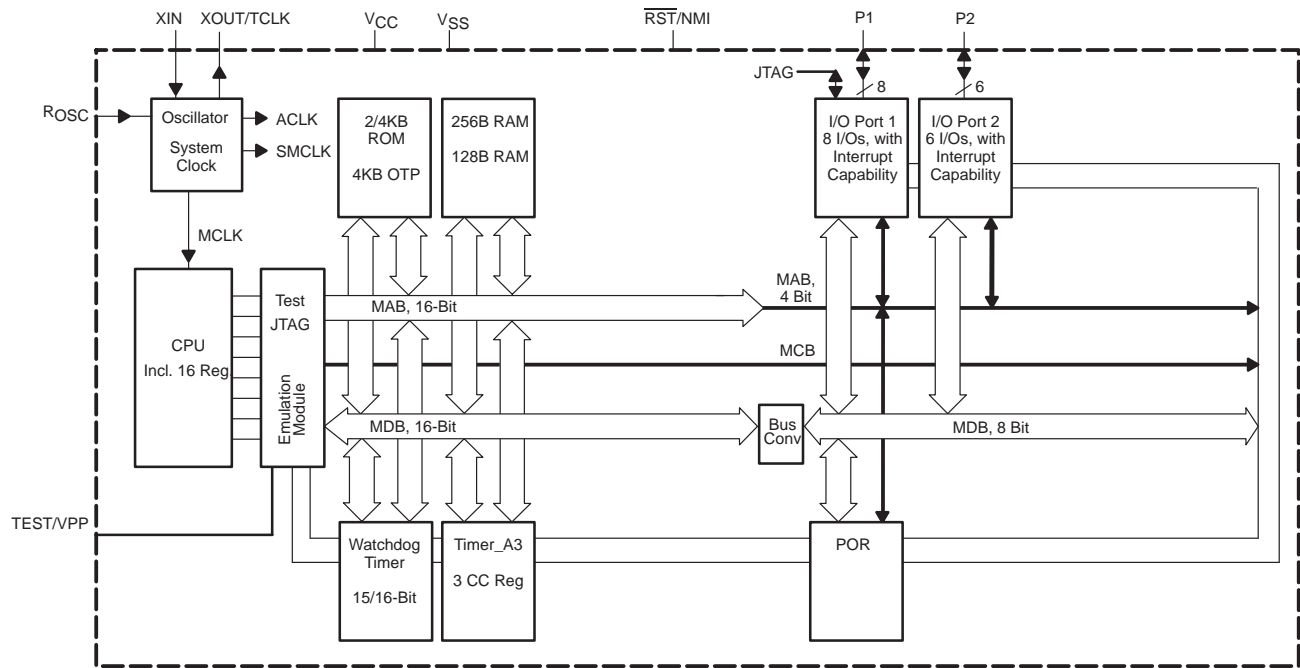 XIN
XOUT/TCLK
VCC
VSS
RST/NMI
P1
P2
JTAG
8
6
ROSC
Oscillator
System
Clock
ACLK
SMCLK
2/4KB
ROM
4KB OTP
256B RAM
128B RAM
I/O Port 1
8 I/Os, with
Interrupt
Capability
I/O Port 2
6 I/Os, with
Interrupt
Capability
MCLK
CPU
Incl. 16 Reg.
Test
JTAG
Emulation
Module
MAB, 16-Bit
MAB,
4 Bit
MCB
MDB, 16-Bit
Bus
Conv
MDB, 8 Bit
TEST/VPP
Watchdog
Timer
15/16-Bit
Timer_A3
3 CC Reg
POR